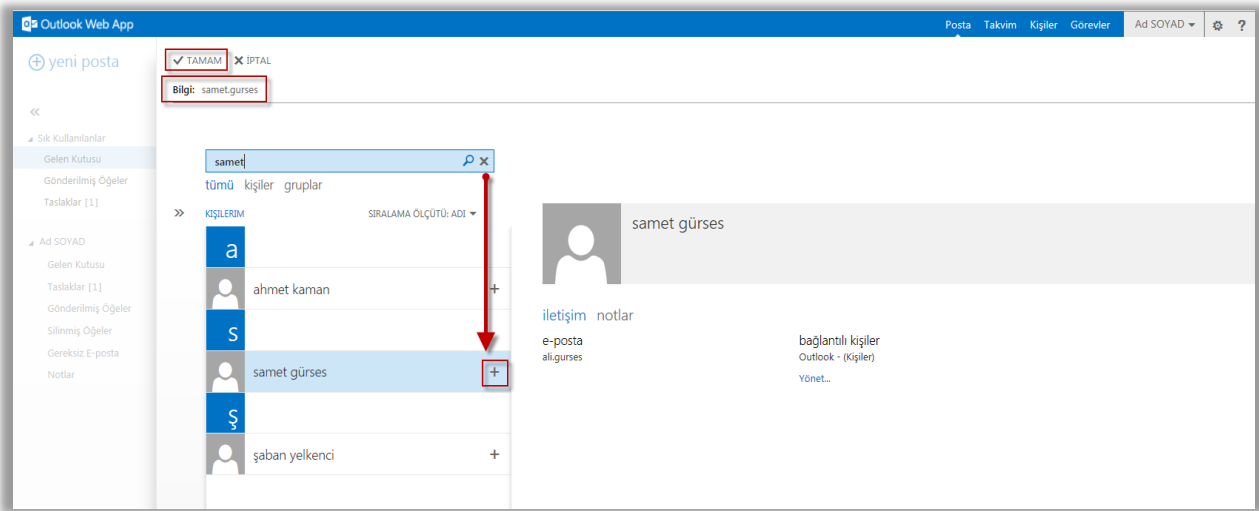 Outlook Web App
Posta Takvim Kişiler Görevler Ad SOYAD ?
yeni posta
TAMAM İPTAL
Bilgi: samet.gurses
Sık Kullanılanlar
Gelen Kutusu
Gönderilmiş Öğeler
Taslaklar [1]
Ad SOYAD
Gelen Kutusu
Taslaklar [1]
Gönderilmiş Öğeler
Silinmiş Öğeler
Gereksiz E-posta
Notlar
samet
tümü kişiler gruplar
KIŞILERIM SIRALAMA ÖLÇÜTÜ: ADI
a
ahmet kaman
s
samet gürses
ş
şaban yelkenci
samet gürses
iletişim notlar
e-posta
ali.gurses
bağlantılı kişiler
Outlook - (Kişiler)
Yönet...